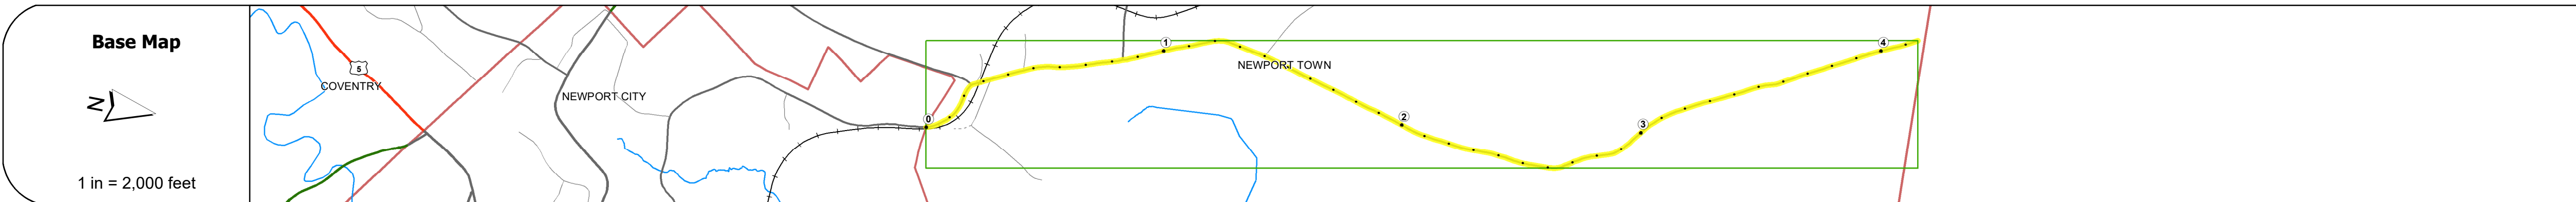 Base Map
N
1 in = 2,000 feet
5
COVENTRY
NEWPORT CITY
0
1
NEWPORT TOWN
2
3
4